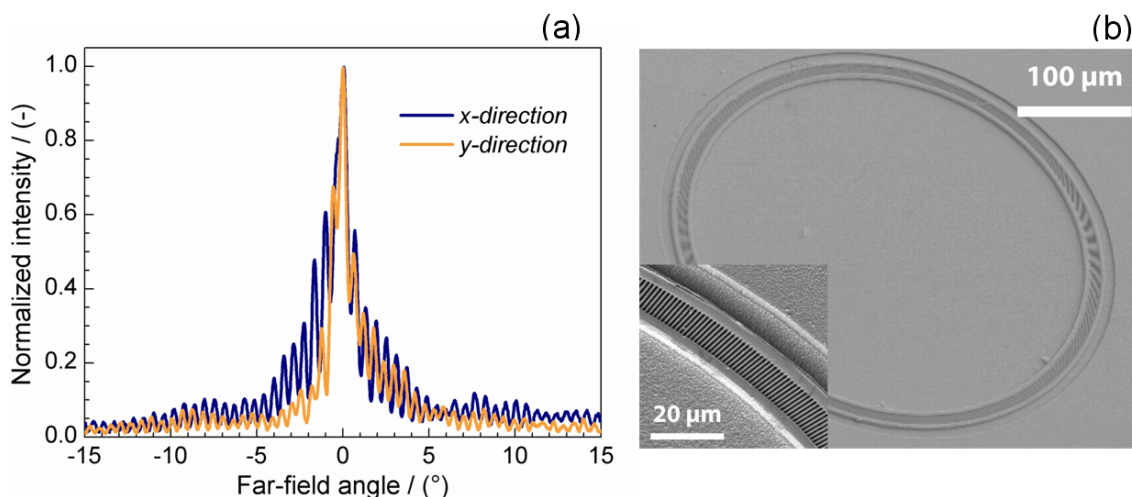 (a)
(b)
Normalized intensity / (-)
1.0
0.8
0.6
0.4
0.2
0.0
x-direction
y-direction
-15
-10
-5
0
5
10
15
Far-field angle / (°)
100 µm
20 µm